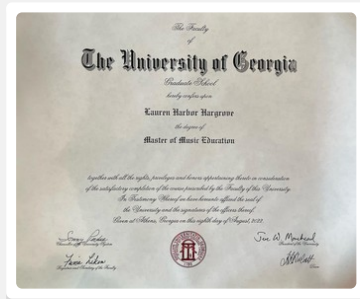 The Faculty
of
The University of Georgia
Graduate School
hereby confers upon
Lauren Harbor Hargrove
the degree of
Master of Music Education
together with all the rights, privileges and honors appertaining thereto in consideration
of the satisfactory completion of the course prescribed by the Faculty of this University.
In Testimony Whereof we have hereunto affixed the seal of
the University and the signatures of the officers thereof.
Given at Athens, Georgia on this eighth day of August, 2022.